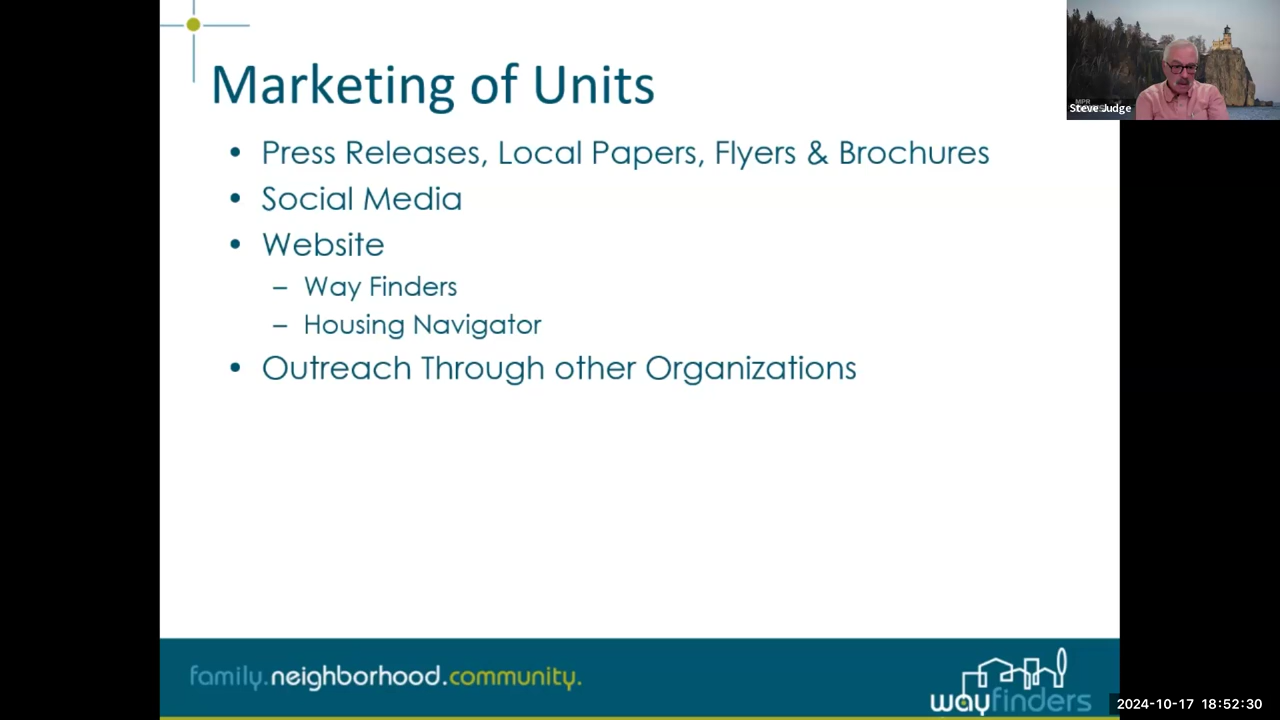 Marketing of Units
• Press Releases, Local Papers, Flyers & Brochures
• Social Media
• Website
– Way Finders
– Housing Navigator
• Outreach Through other Organizations
family.neighborhood.community.
wayfinders
MPR
Steve Judge
2024-10-17 18:52:30